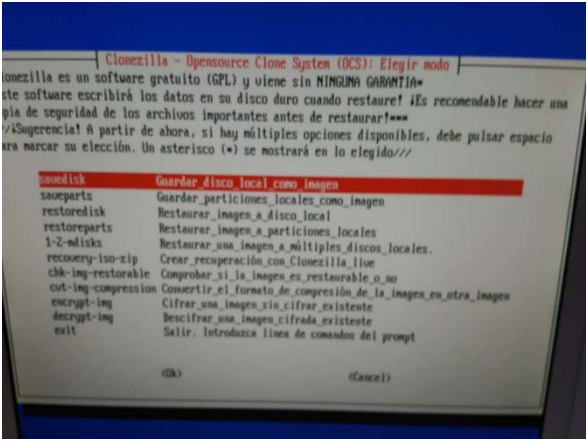 Clonezilla - Opensource Clone System (OCS): Elegir modo
lonezilla es un software gratuito (GPL) y viene sin NINGUNA GARANTÍA*
ste software escribirá los datos en su disco duro cuando restaure! ¡Es recomendable hacer una
pia de seguridad de los archivos importantes antes de restaurar!***
//¡Sugerencia! A partir de ahora, si hay múltiples opciones disponibles, debe pulsar espacio
ara marcar su elección. Un asterisco (*) se mostrará en lo elegido///
savedisk Guardar_disco_local_como_imagen
saveparts Guardar_particiones_locales_como_imagen
restoredisk Restaurar_imagen_a_disco_local
restoreparts Restaurar_imagen_a_particiones_locales
1-2-mdisks Restaurar_una_imagen_a_múltiples_discos_locales.
recovery-iso-zip Crear_recuperación_con_Clonezilla_live
chk-img-restorable Comprobar_si_la_imagen_es_restaurable_o_no
cvt-img-compression Convertir_el_formato_de_compresión_de_la_imagen_en_otra_imagen
encrypt-img Cifrar_una_imagen_sin_cifrar_existente
decrypt-img Descifrar_una_imagen_cifrada_existente
exit Salir. Introduzca línea de comandos del prompt
<Ok> <Cancel>